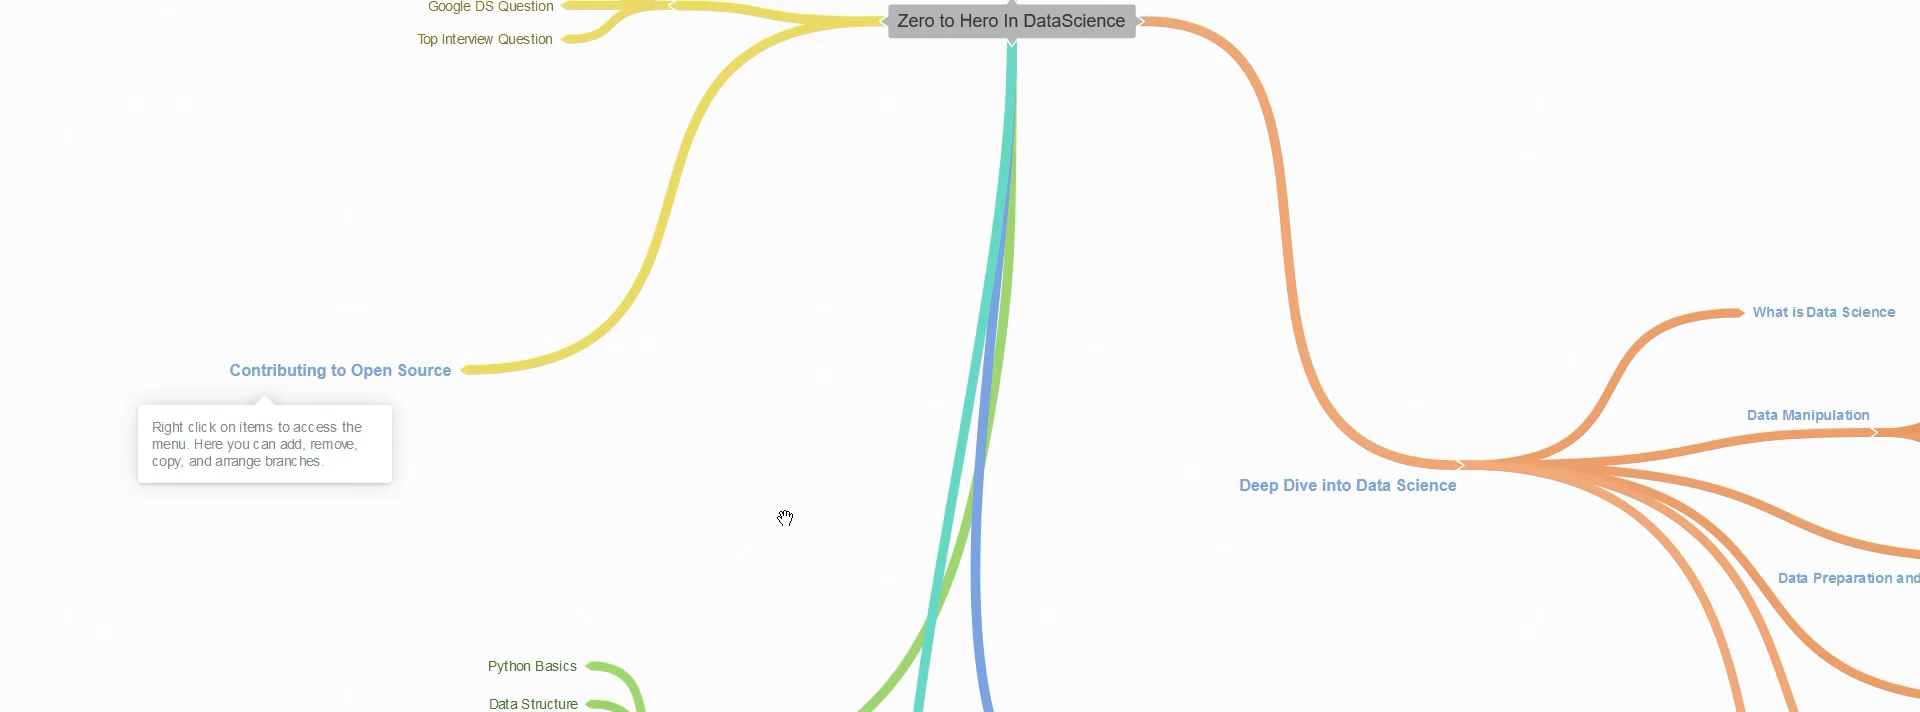 Google DS Question
Zero to Hero In DataScience
Top Interview Question
What is Data Science
Contributing to Open Source
Data Manipulation
Right click on items to access the
menu. Here you can add, remove,
copy, and arrange branches.
Deep Dive into Data Science
Data Preparation and
Python Basics
Data Structure